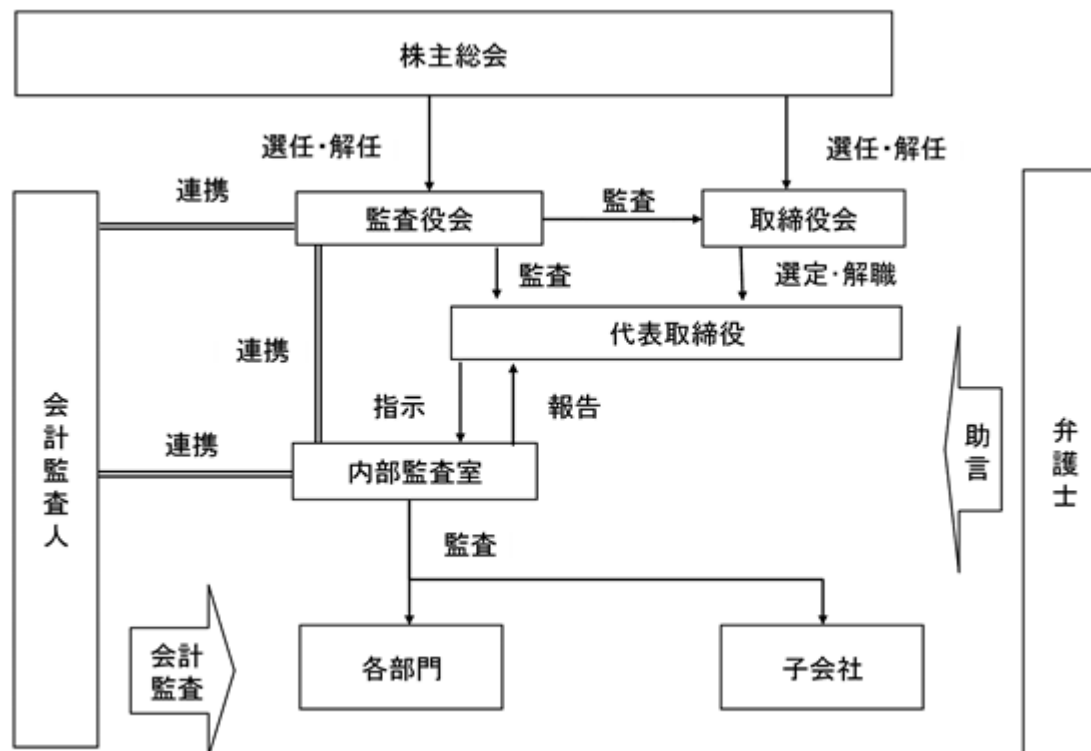 株主総会
選任・解任
選任・解任
連携
監査役会
監査
取締役会
監査
選定・解職
代表取締役
連携
指示
報告
会計監査人
連携
内部監査室
助言
弁護士
監査
会計
監査
各部門
子会社